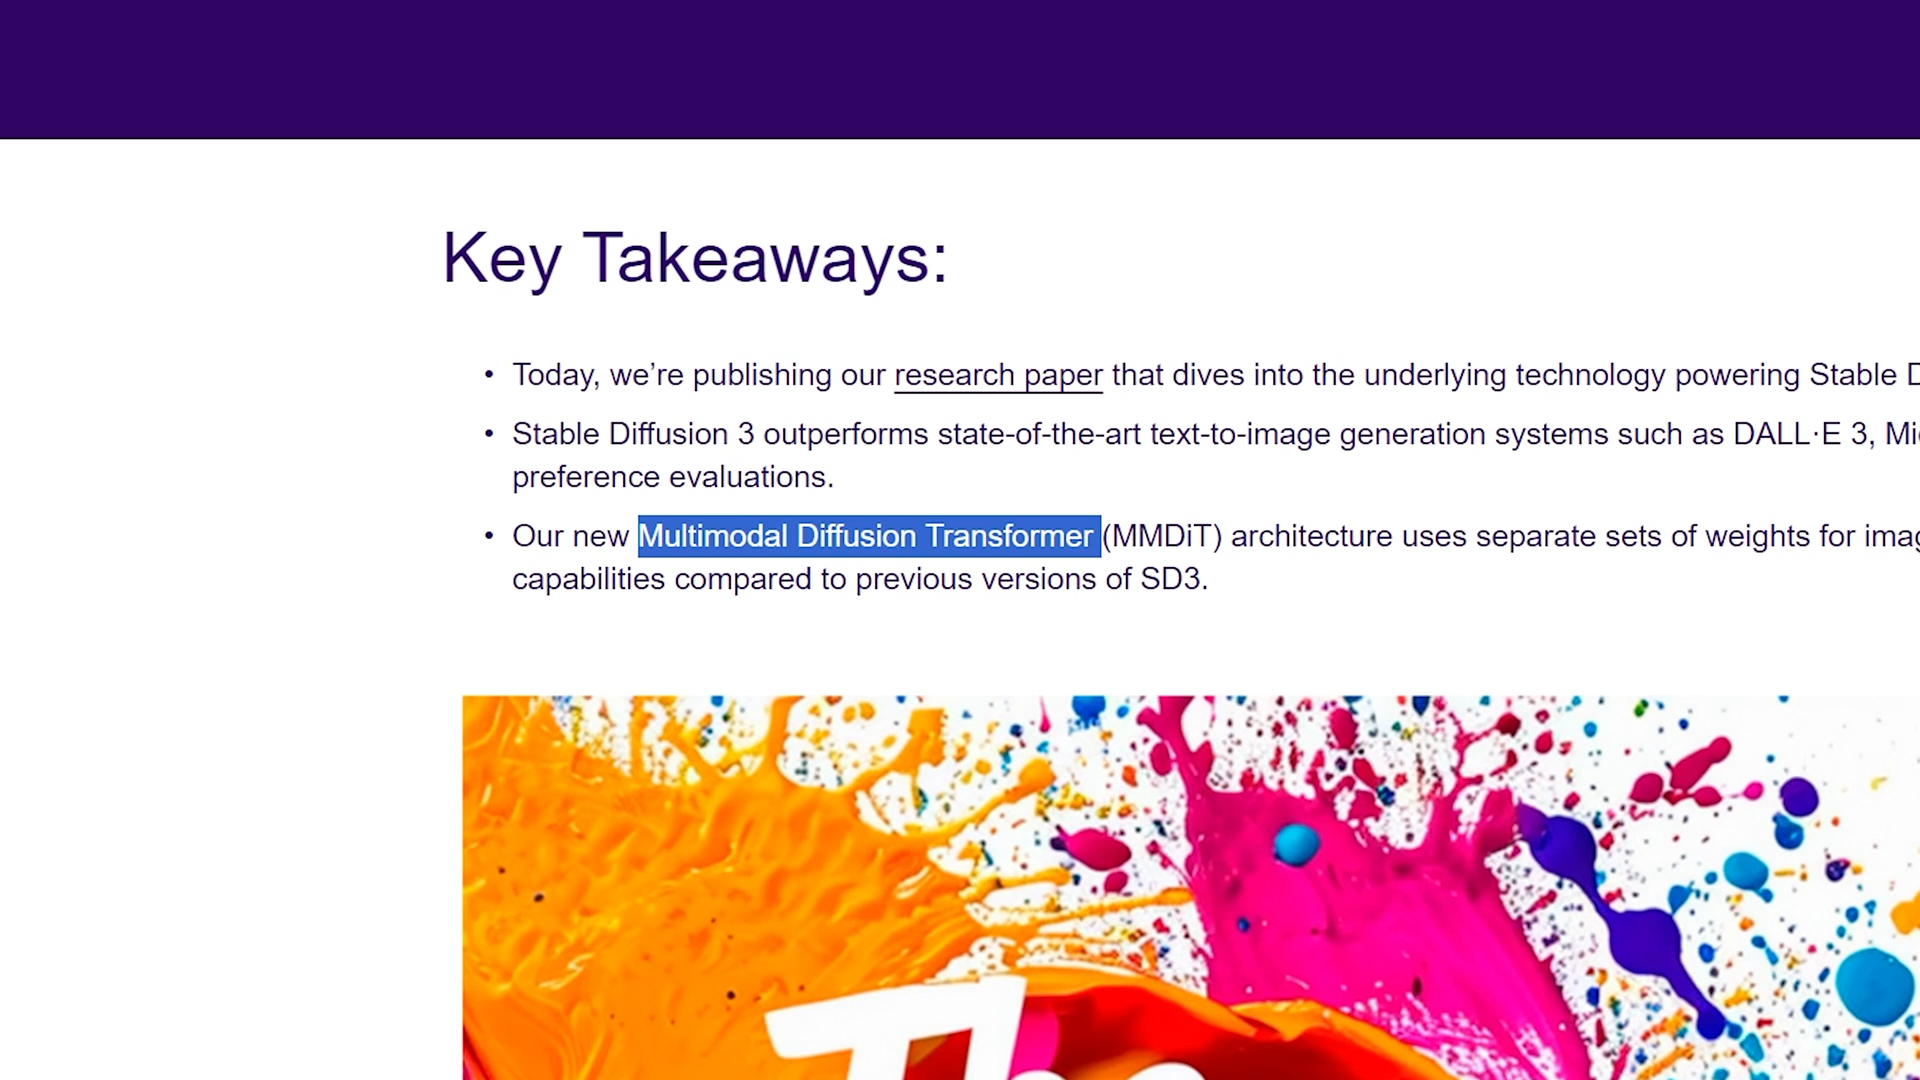 Key Takeaways:
• Today, we’re publishing our research paper that dives into the underlying technology powering Stable
• Stable Diffusion 3 outperforms state-of-the-art text-to-image generation systems such as DALL·E 3,
preference evaluations.
• Our new Multimodal Diffusion Transformer (MMDiT) architecture uses separate sets of weights for
capabilities compared to previous versions of SD3.
The